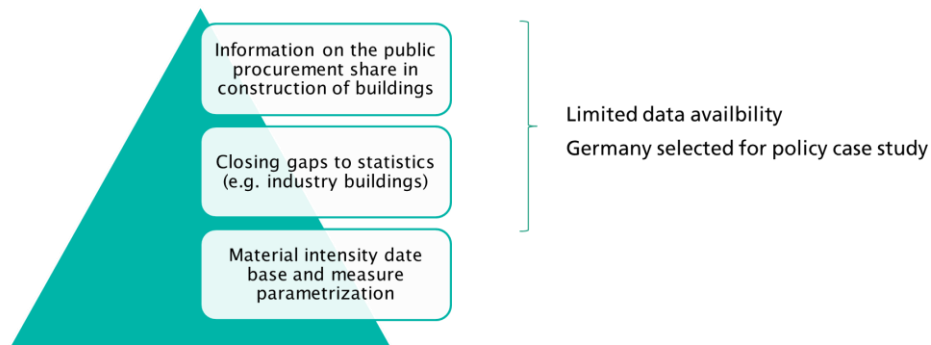 Information on the public
procurement share in
construction of buildings
Closing gaps to statistics
(e.g. industry buildings)
Material intensity date
base and measure
parametrization
Limited data availbility
Germany selected for policy case study